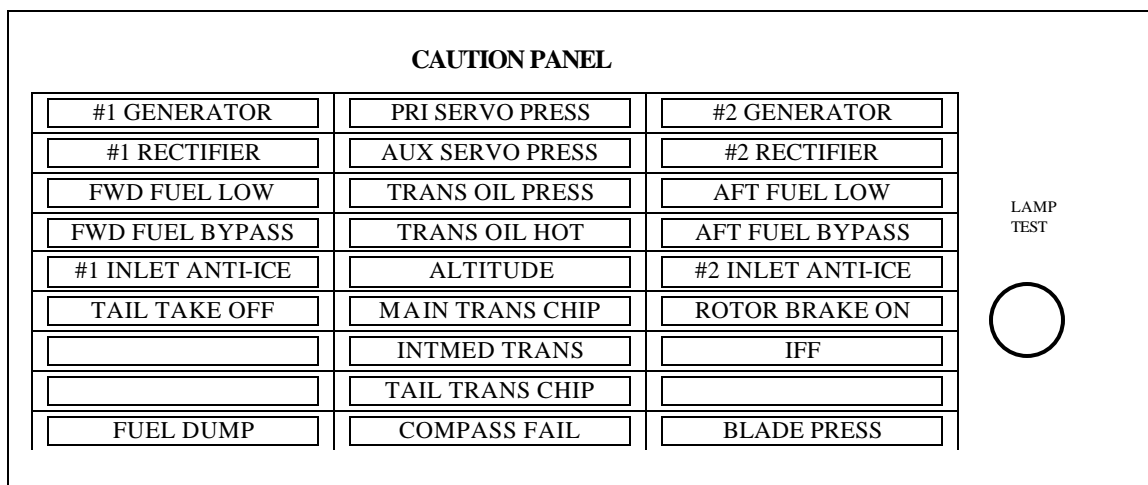 CAUTION PANEL
#1 GENERATOR PRI SERVO PRESS #2 GENERATOR
#1 RECTIFIER AUX SERVO PRESS #2 RECTIFIER
FWD FUEL LOW TRANS OIL PRESS AFT FUEL LOW
FWD FUEL BYPASS TRANS OIL HOT AFT FUEL BYPASS
#1 INLET ANTI-ICE ALTITUDE #2 INLET ANTI-ICE
TAIL TAKE OFF MAIN TRANS CHIP ROTOR BRAKE ON
INTMED TRANS IFF
TAIL TRANS CHIP
FUEL DUMP COMPASS FAIL BLADE PRESS
LAMP
TEST